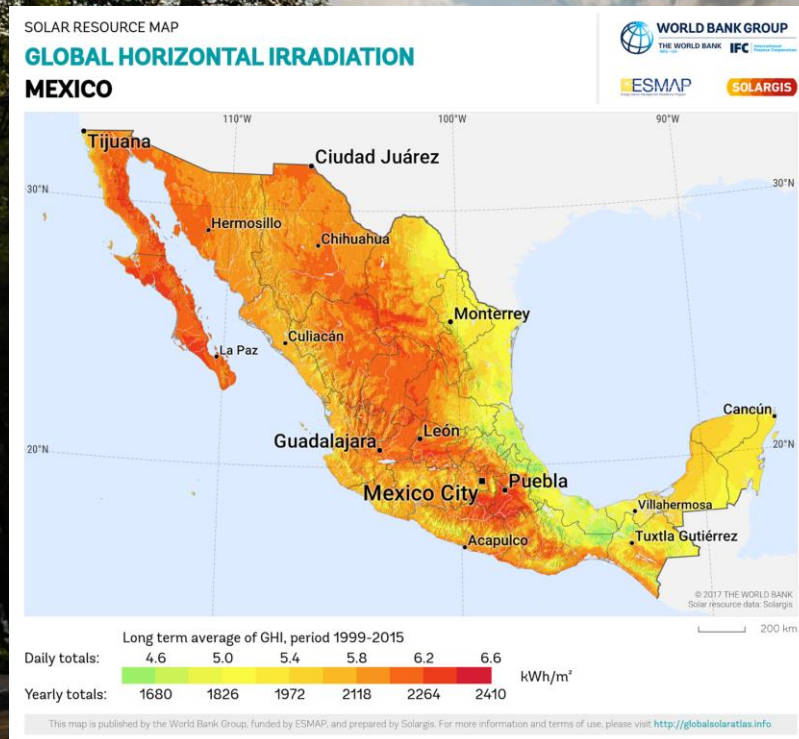 SOLAR RESOURCE MAP
GLOBAL HORIZONTAL IRRADIATION
MEXICO
WORLD BANK GROUP
THE WORLD BANK IFC International Finance Corporation
ESMAP
SOLARGIS
110°W 100°W 90°W
Tijuana
Ciudad Juárez
30°N 30°N
Hermosillo
Chihuahua
Monterrey
Culiacán
La Paz
Cancún
León
Guadalajara
20°N 20°N
Mexico City Puebla
Villahermosa
Acapulco Tuxtla Gutiérrez
© 2017 THE WORLD BANK
Solar resource data: Solargis
200 km
Long term average of GHI, period 1999-2015
Daily totals: 4.6 5.0 5.4 5.8 6.2 6.6
kWh/m²
Yearly totals: 1680 1826 1972 2118 2264 2410
This map is published by the World Bank Group, funded by ESMAP, and prepared by Solargis. For more information and terms of use, please visit http://globalsolaratlas.info.